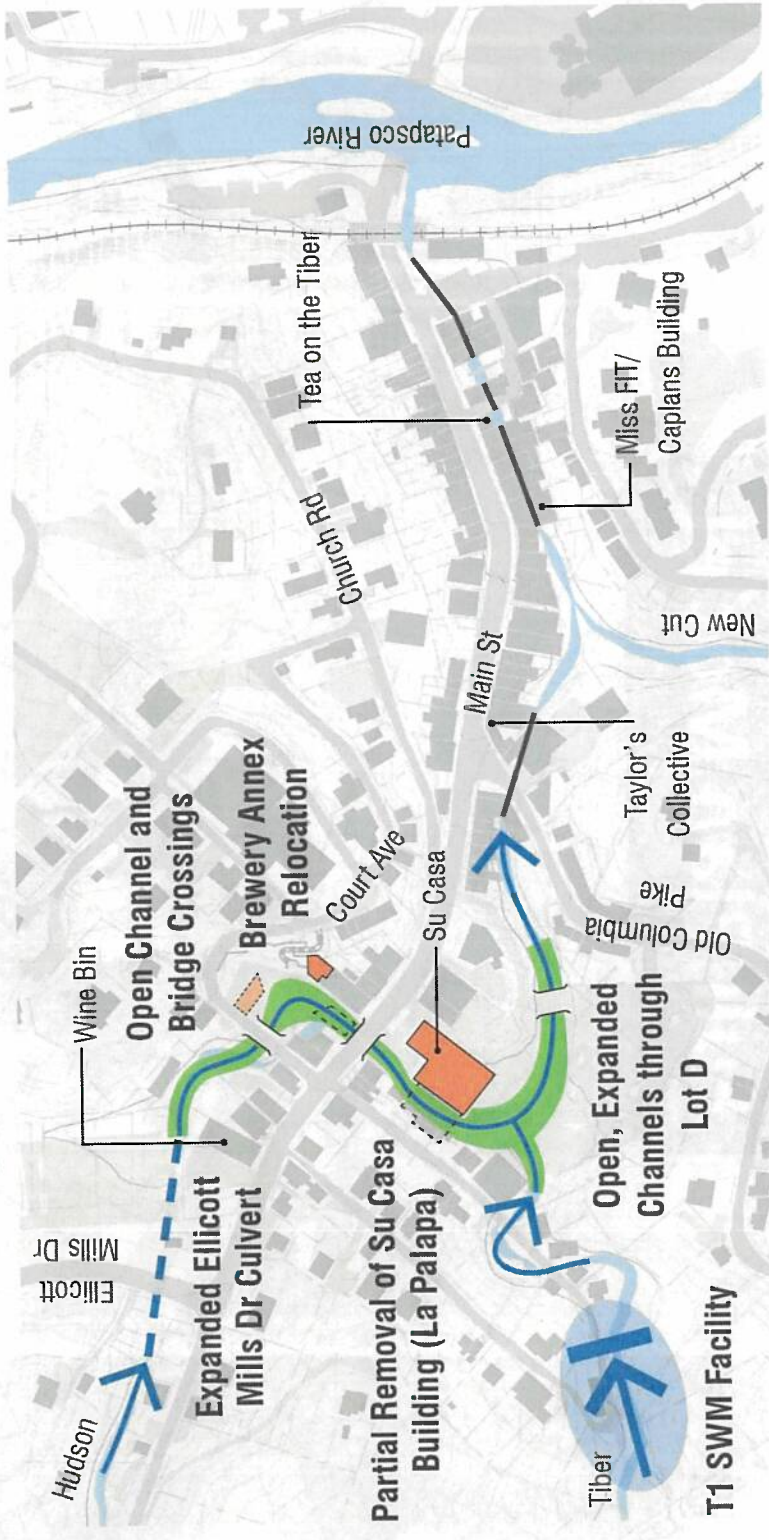 Hudson
Ellicott
Mills Dr
Wine Bin
Open Channel and
Bridge Crossings
Brewery Annex
Relocation
Court Ave
Church Rd
Tea on the Tiber
Patapsco River
Expanded Ellicott
Mills Dr Culvert
Su Casa
Main St
Partial Removal of Su Casa
Building (La Palapa)
Taylor's
Collective
Miss FIT/
Caplans Building
New Cut
Old Columbia
Pike
Open, Expanded
Channels through
Lot D
Tiber
T1 SWM Facility